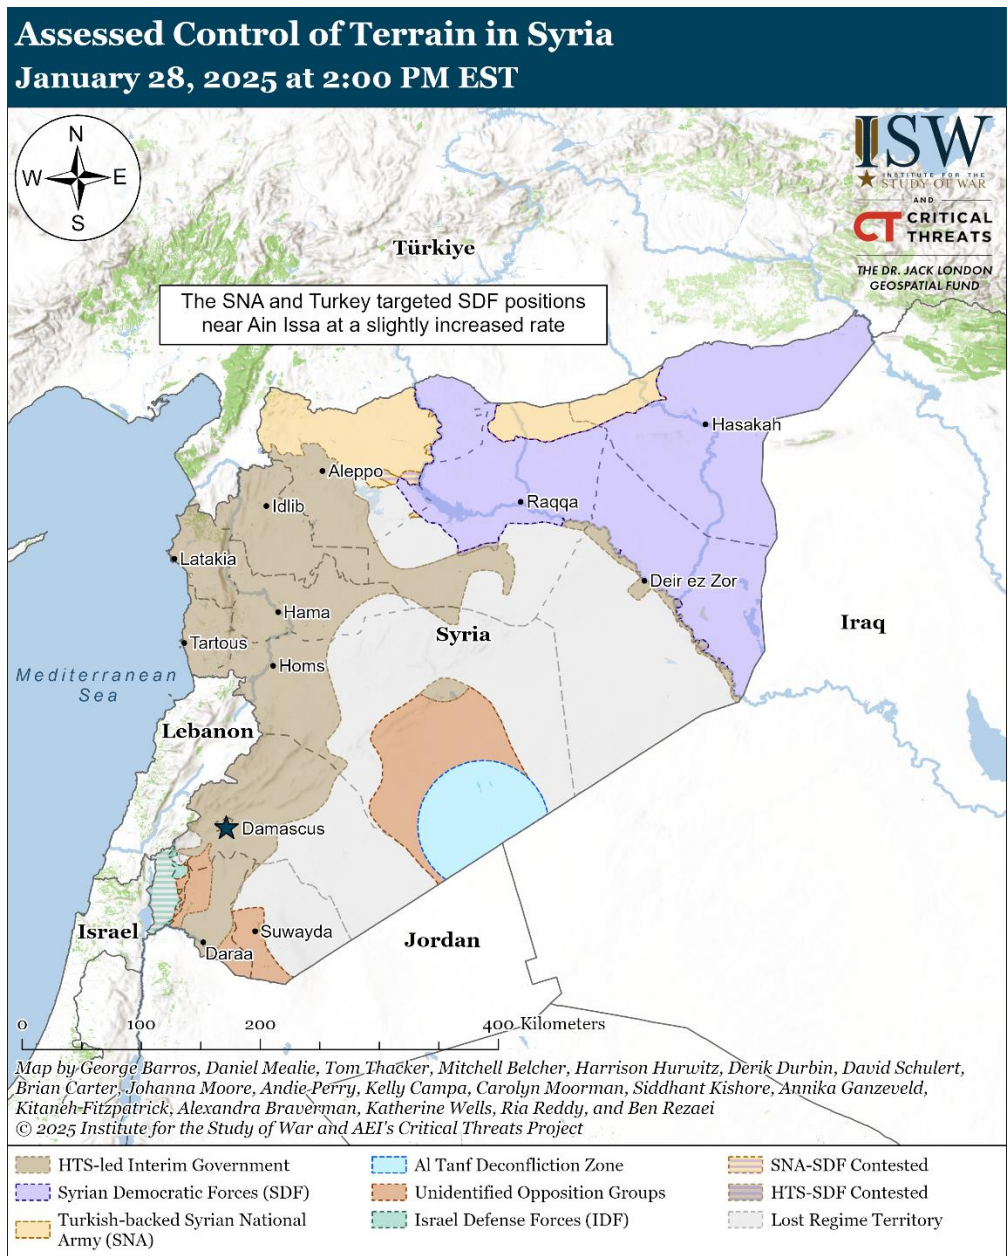 Assessed Control of Terrain in Syria
January 28, 2025 at 2:00 PM EST
N
W
E
S
ISW
INSTITUTE FOR THE
STUDY OF WAR
AND
CT CRITICAL
THREATS
THE DR. JACK LONDON
GEOSPATIAL FUND
Türkiye
The SNA and Turkey targeted SDF positions
near Ain Issa at a slightly increased rate
Hasakah
Aleppo
Idlib
Raqqa
Latakia
Deir ez Zor
Hama
Syria
Iraq
Tartous
Homs
Mediterranean
Sea
Lebanon
Damascus
Israel
Suwayda
Jordan
Daraa
0 100 200 400 Kilometers
Map by George Barros, Daniel Mealie, Tom Thacker, Mitchell Belcher, Harrison Hurwitz, Derik Durbin, David Schulert,
Brian Carter, Johanna Moore, Andie Perry, Kelly Campa, Carolyn Moorman, Siddhant Kishore, Annika Ganzeveld,
Kitaneh Fitzpatrick, Alexandra Braverman, Katherine Wells, Ria Reddy, and Ben Rezaei
© 2025 Institute for the Study of War and AEI's Critical Threats Project
HTS-led Interim Government
Syrian Democratic Forces (SDF)
Turkish-backed Syrian National
Army (SNA)
Al Tanf Deconfliction Zone
Unidentified Opposition Groups
Israel Defense Forces (IDF)
SNA-SDF Contested
HTS-SDF Contested
Lost Regime Territory